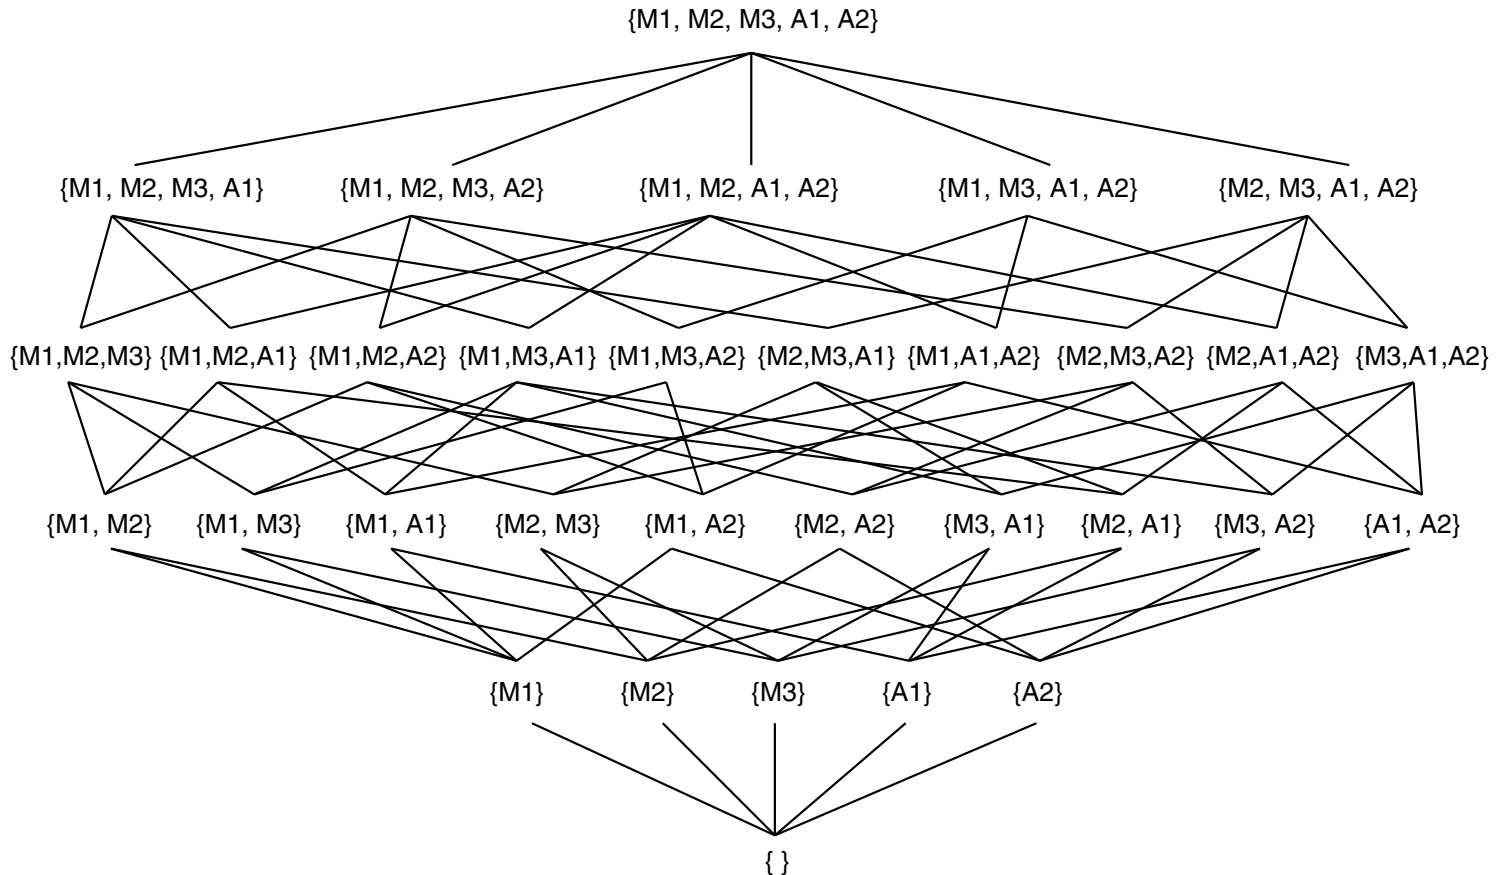 {M1, M2, M3, A1, A2}
{M1, M2, M3, A1} {M1, M2, M3, A2} {M1, M2, A1, A2} {M1, M3, A1, A2} {M2, M3, A1, A2}
{M1,M2,M3} {M1,M2,A1} {M1,M2,A2} {M1,M3,A1} {M1,M3,A2} {M2,M3,A1} {M1,A1,A2} {M2,M3,A2} {M2,A1,A2} {M3,A1,A2}
{M1, M2} {M1, M3} {M1, A1} {M2, M3} {M1, A2} {M2, A2} {M3, A1} {M2, A1} {M3, A2} {A1, A2}
{M1} {M2} {M3} {A1} {A2}
{ }